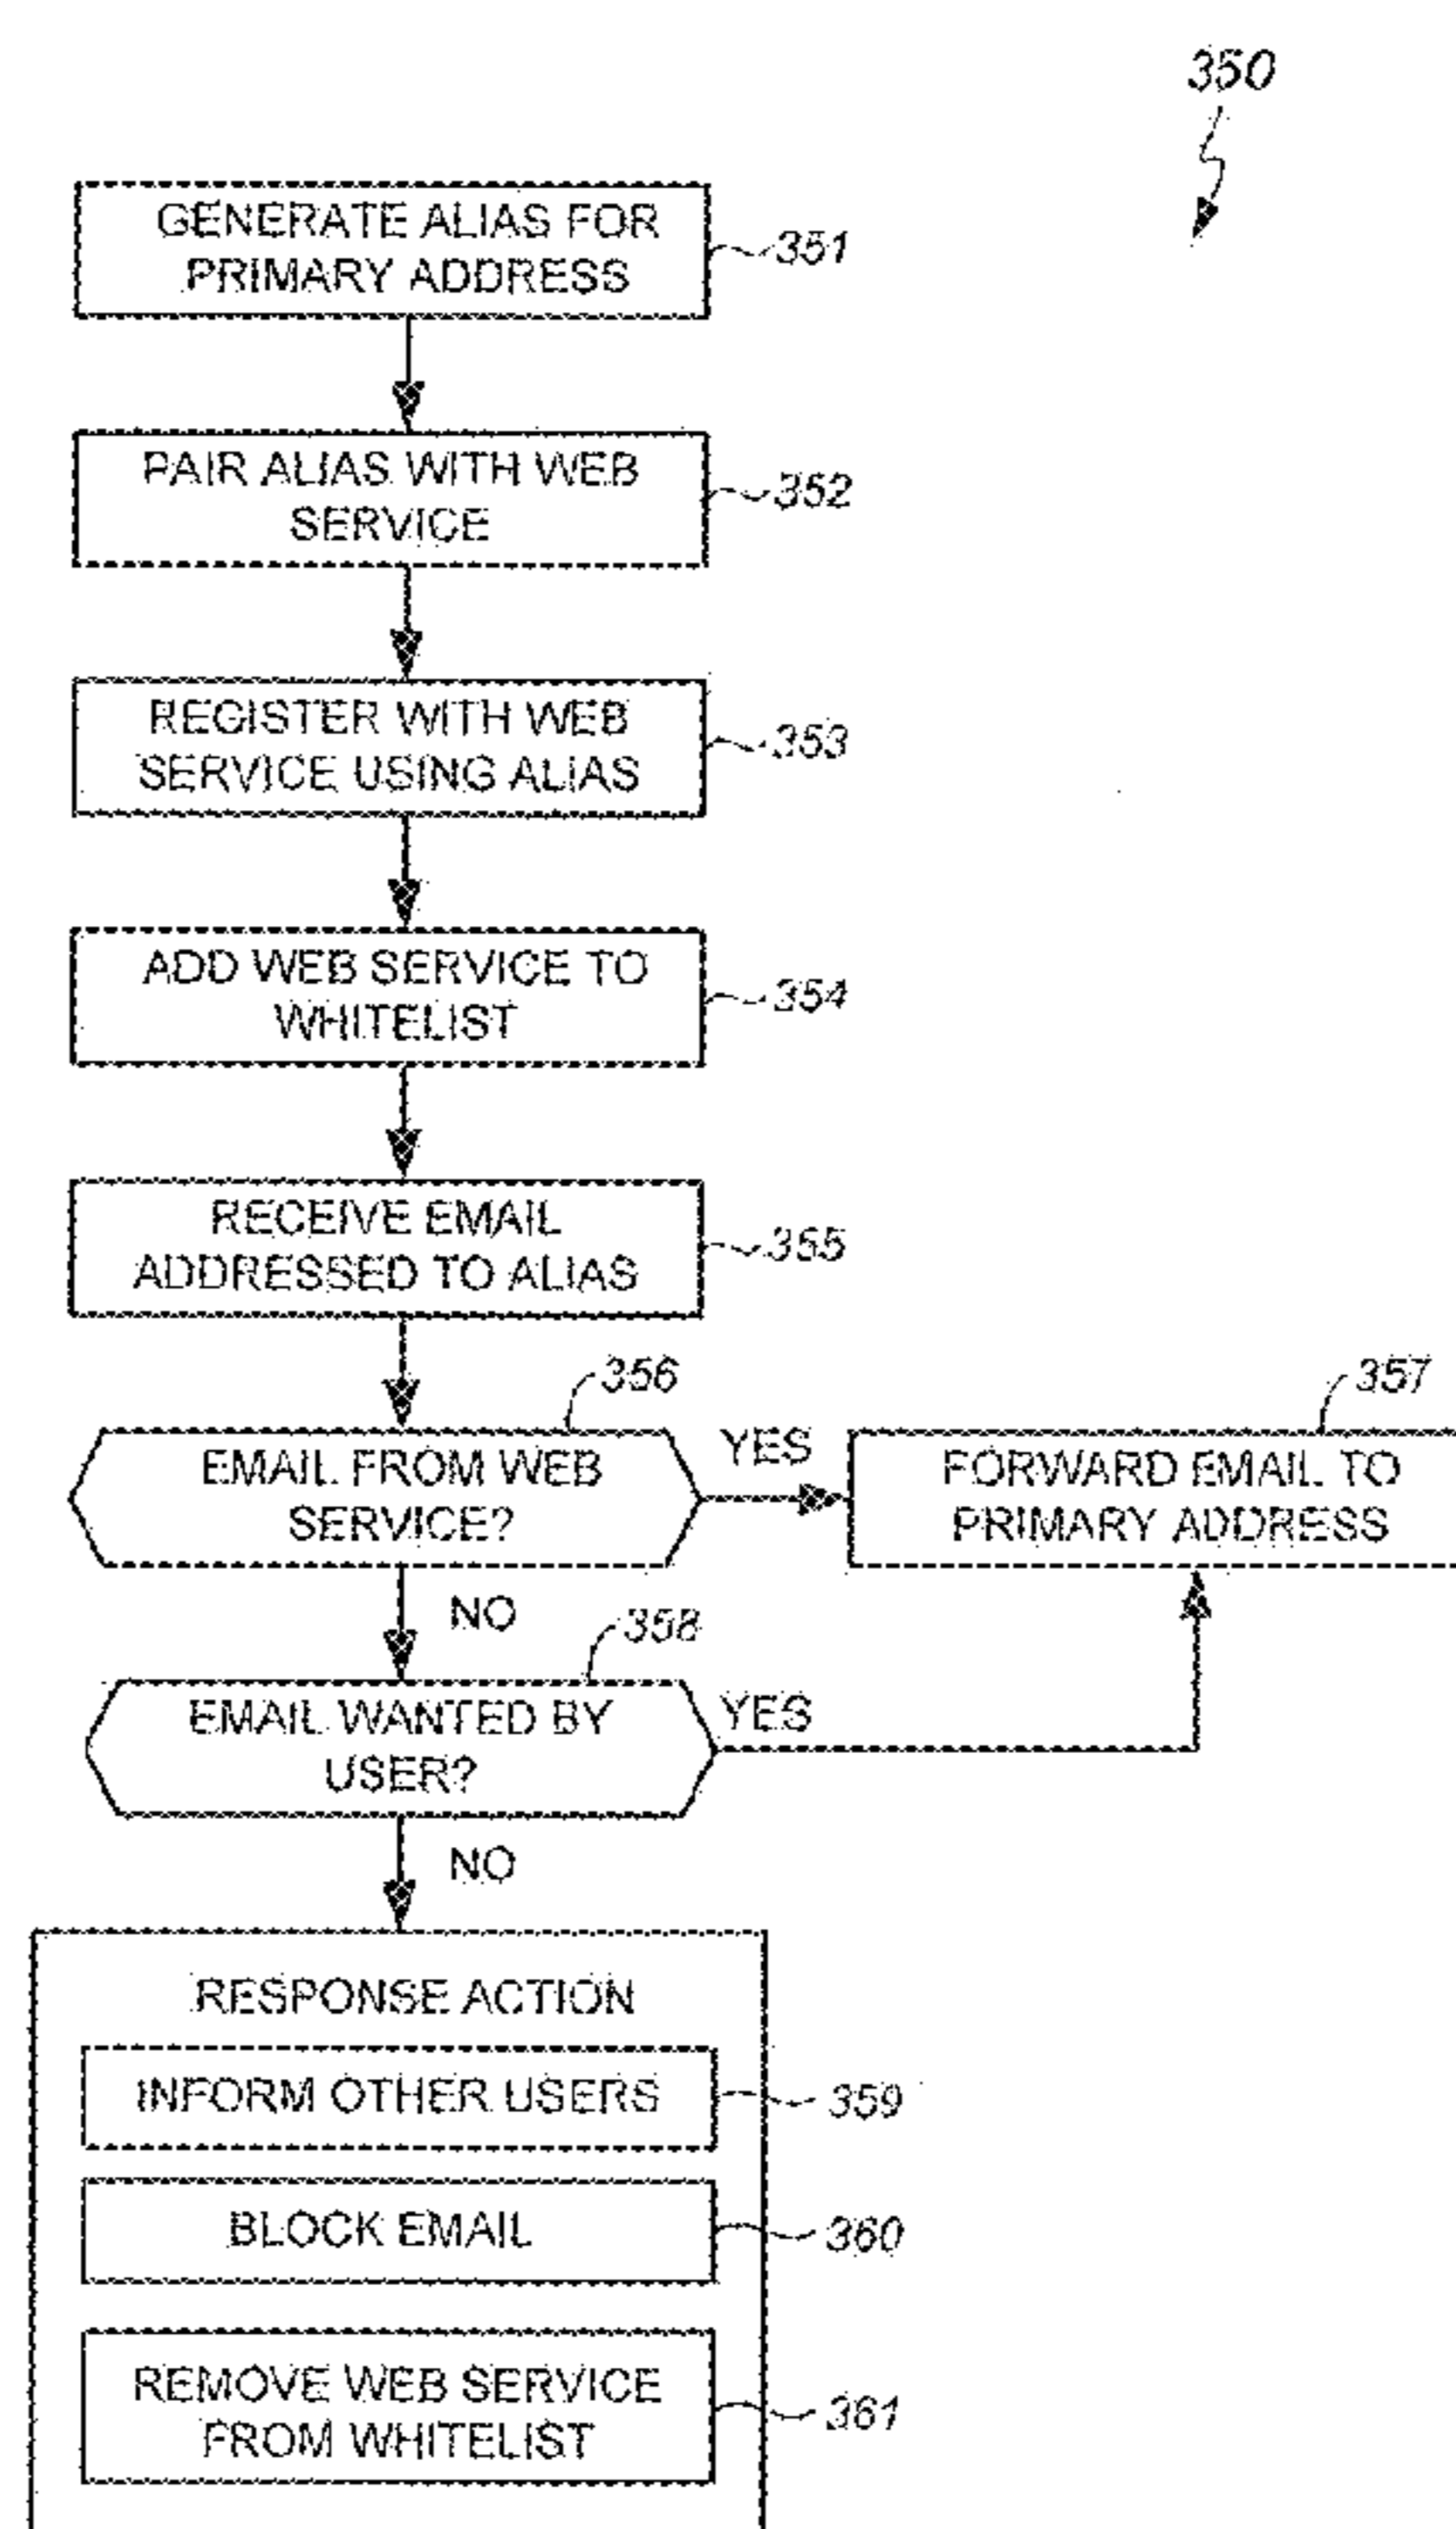 350
GENERATE ALIAS FOR
PRIMARY ADDRESS
351
PAIR ALIAS WITH WEB
SERVICE
352
REGISTER WITH WEB
SERVICE USING ALIAS
353
ADD WEB SERVICE TO
WHITELIST
354
RECEIVE EMAIL
ADDRESSED TO ALIAS
355
356
EMAIL FROM WEB
SERVICE?
YES
357
FORWARD EMAIL TO
PRIMARY ADDRESS
NO
358
EMAIL WANTED BY
USER?
YES
NO
RESPONSE ACTION
INFORM OTHER USERS
359
BLOCK EMAIL
360
REMOVE WEB SERVICE
FROM WHITELIST
361